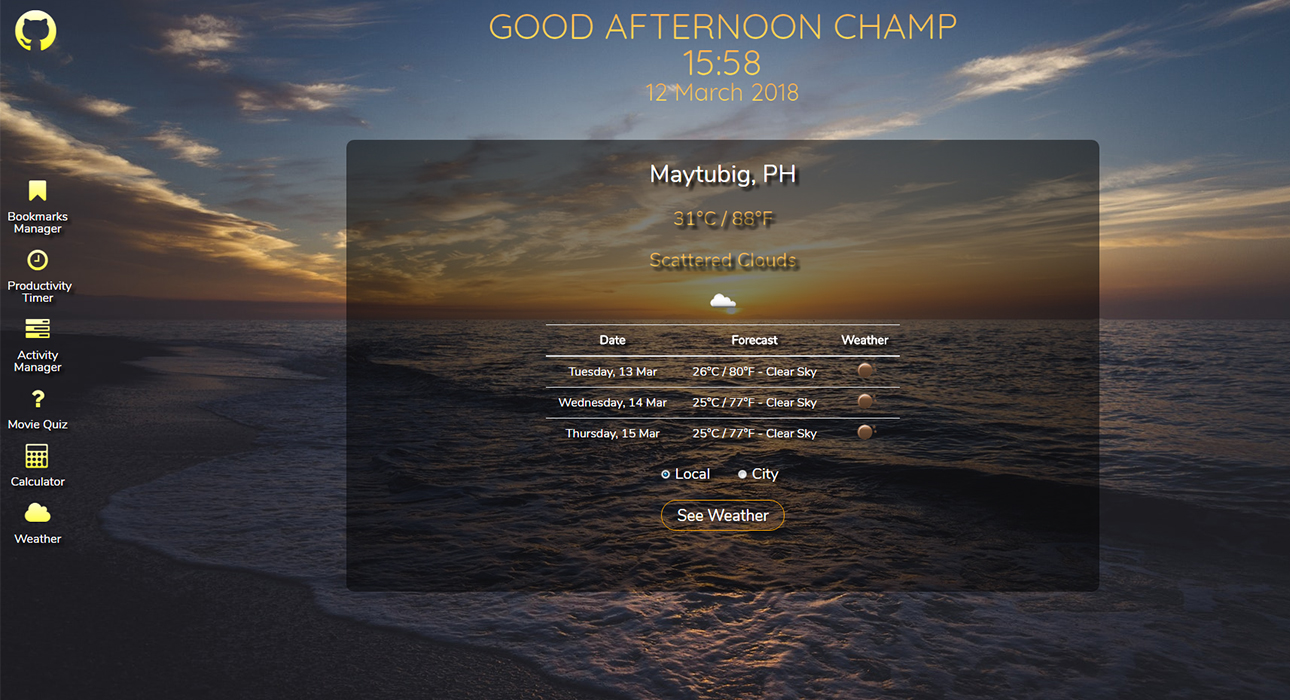 GOOD AFTERNOON CHAMP
15:58
12 March 2018
Bookmarks
Manager
Productivity
Timer
Activity
Manager
Movie Quiz
Calculator
Weather
Maytubig, PH
31°C / 88°F
Scattered Clouds
Date Forecast Weather
Tuesday, 13 Mar 26°C / 80°F - Clear Sky
Wednesday, 14 Mar 25°C / 77°F - Clear Sky
Thursday, 15 Mar 25°C / 77°F - Clear Sky
Local City
See Weather